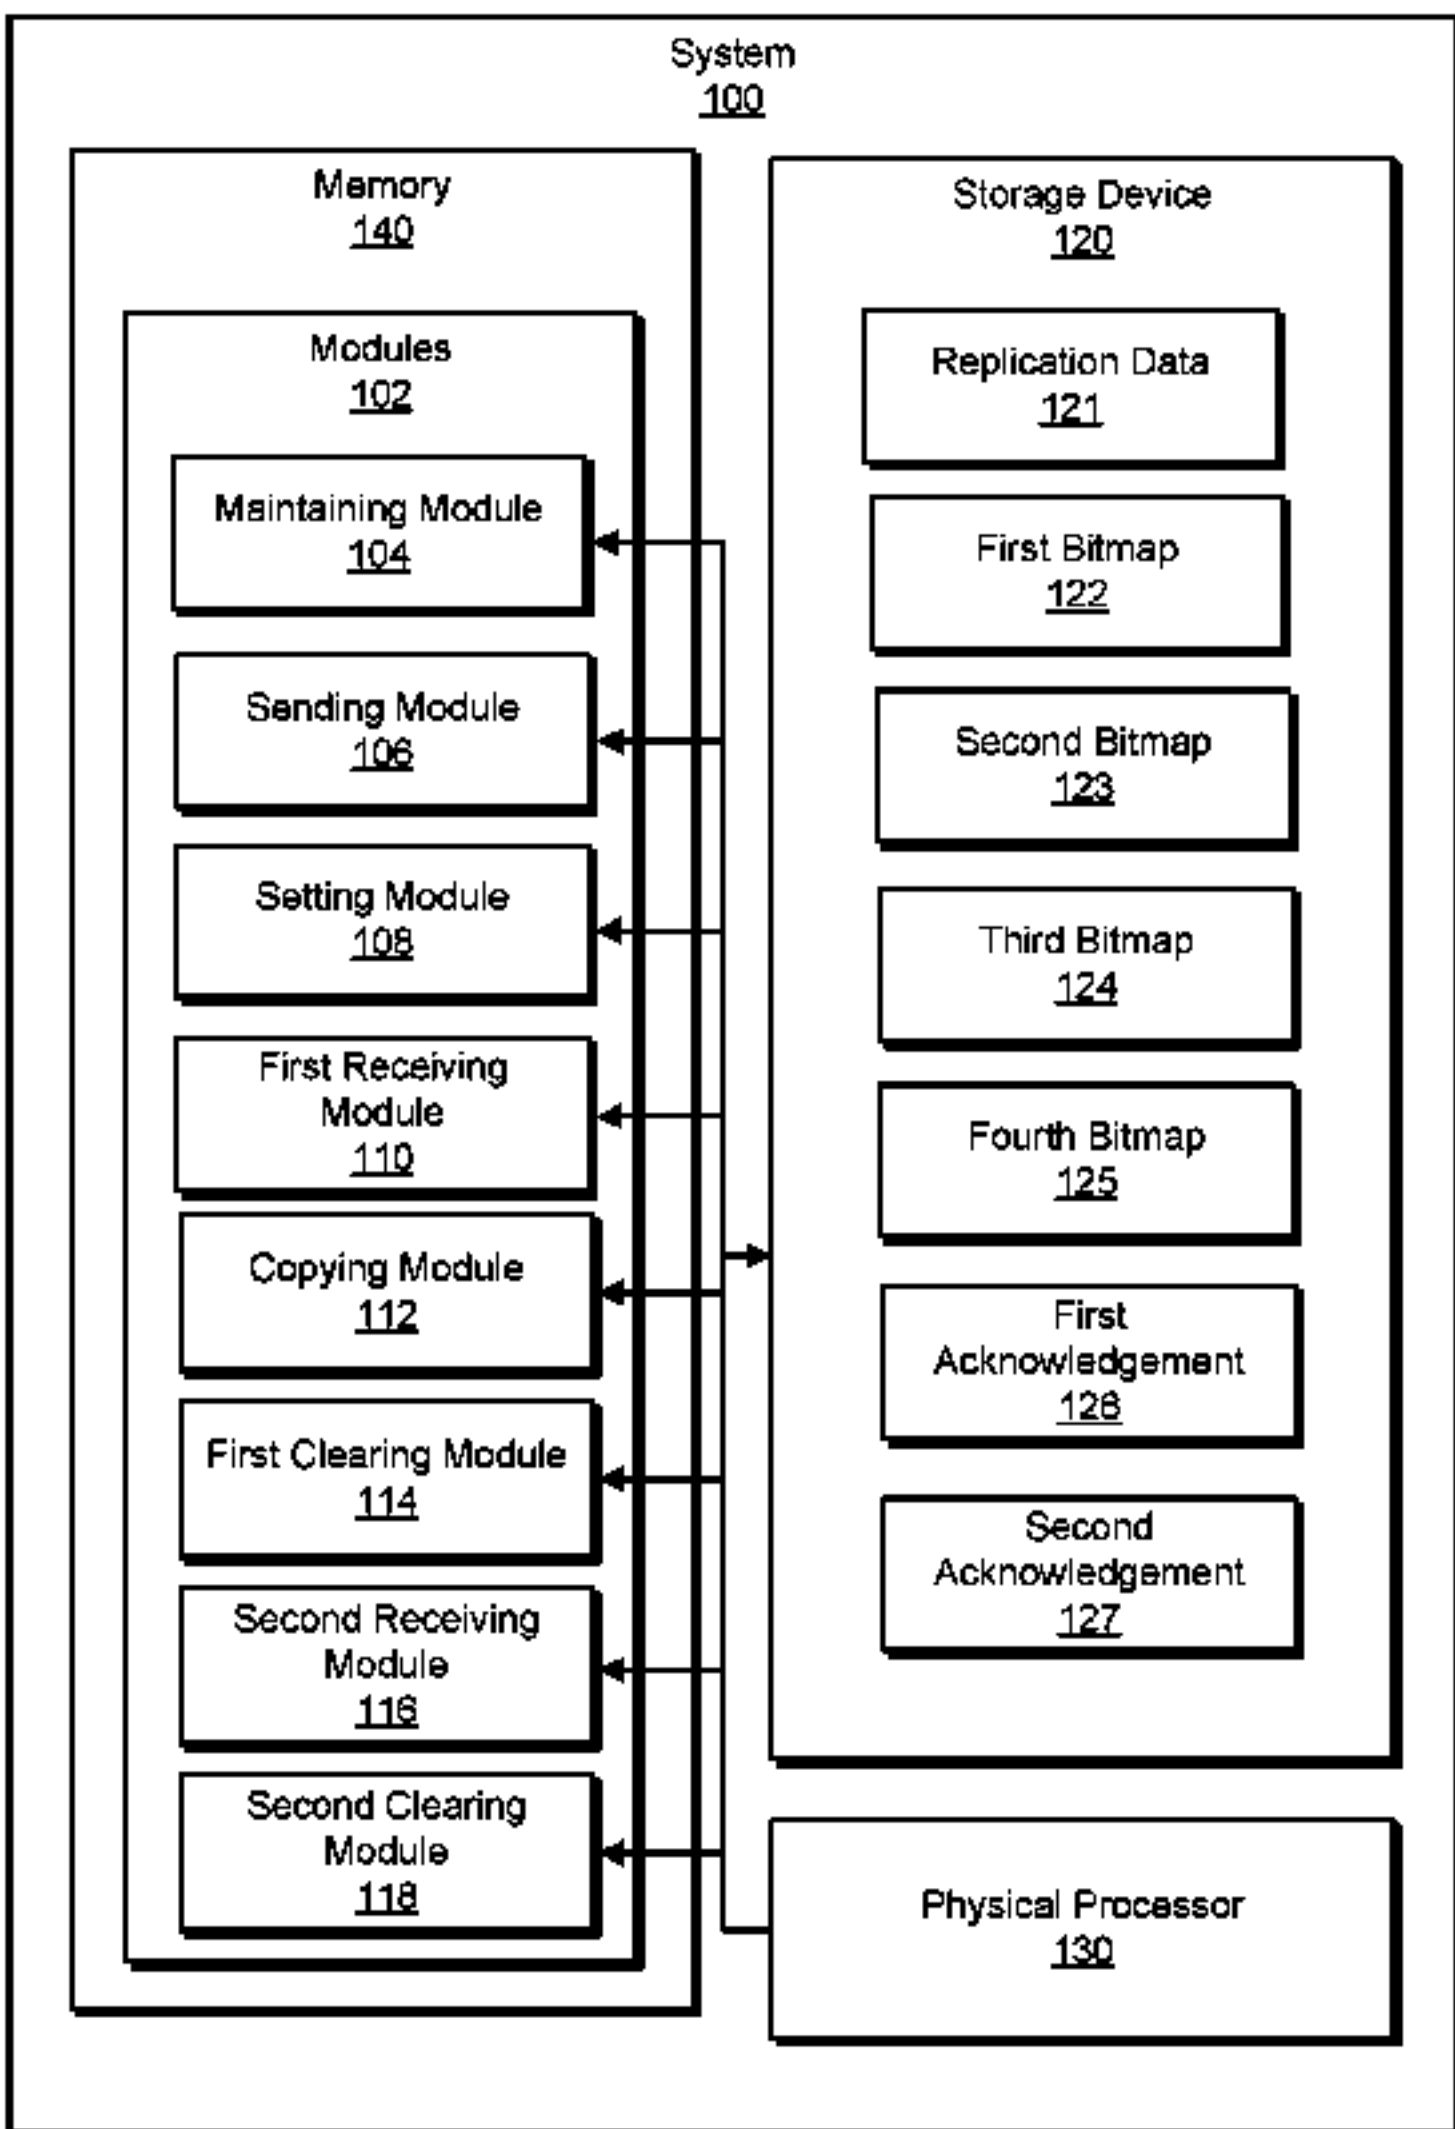 System
100
Memory
140
Modules
102
Maintaining Module
104
Sending Module
106
Setting Module
108
First Receiving
Module
110
Copying Module
112
First Clearing Module
114
Second Receiving
Module
116
Second Clearing
Module
118
Storage Device
120
Replication Data
121
First Bitmap
122
Second Bitmap
123
Third Bitmap
124
Fourth Bitmap
125
First
Acknowledgement
126
Second
Acknowledgement
127
Physical Processor
130